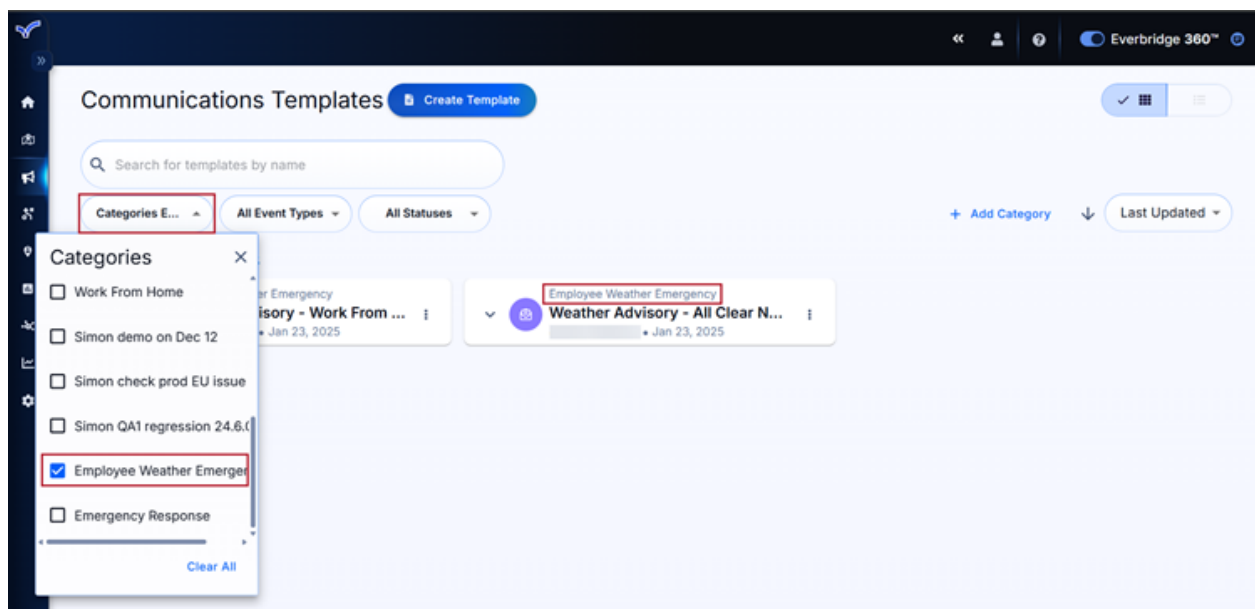 Everbridge 360™
Communications Templates
Create Template
Search for templates by name
Categories E...
All Event Types
All Statuses
+ Add Category
Last Updated
Categories
Work From Home
Simon demo on Dec 12
Simon check prod EU issue
Simon QA1 regression 24.6.0
Employee Weather Emergen
Emergency Response
Clear All
er Emergency
isory - Work From ...
• Jan 23, 2025
Employee Weather Emergency
Weather Advisory - All Clear N...
• Jan 23, 2025